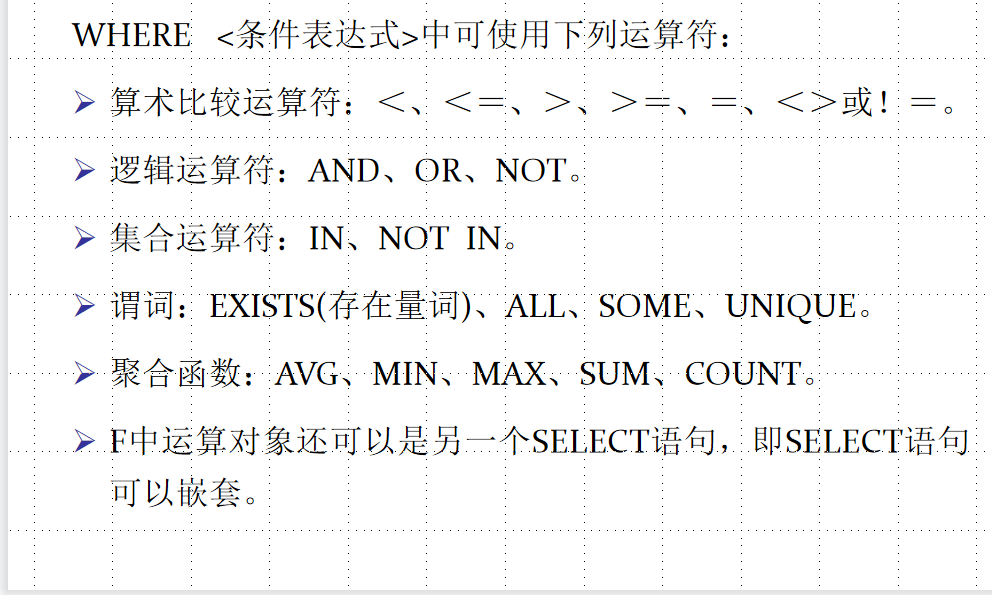 WHERE <条件表达式>中可使用下列运算符：
➢ 算术比较运算符：＜、＜＝、＞、＞＝、＝、＜＞或！＝。
➢ 逻辑运算符：AND、OR、NOT。
➢ 集合运算符：IN、NOT IN。
➢ 谓词：EXISTS(存在量词)、ALL、SOME、UNIQUE。
➢ 聚合函数：AVG、MIN、MAX、SUM、COUNT。
➢ F中运算对象还可以是另一个SELECT语句，即SELECT语句
可以嵌套。